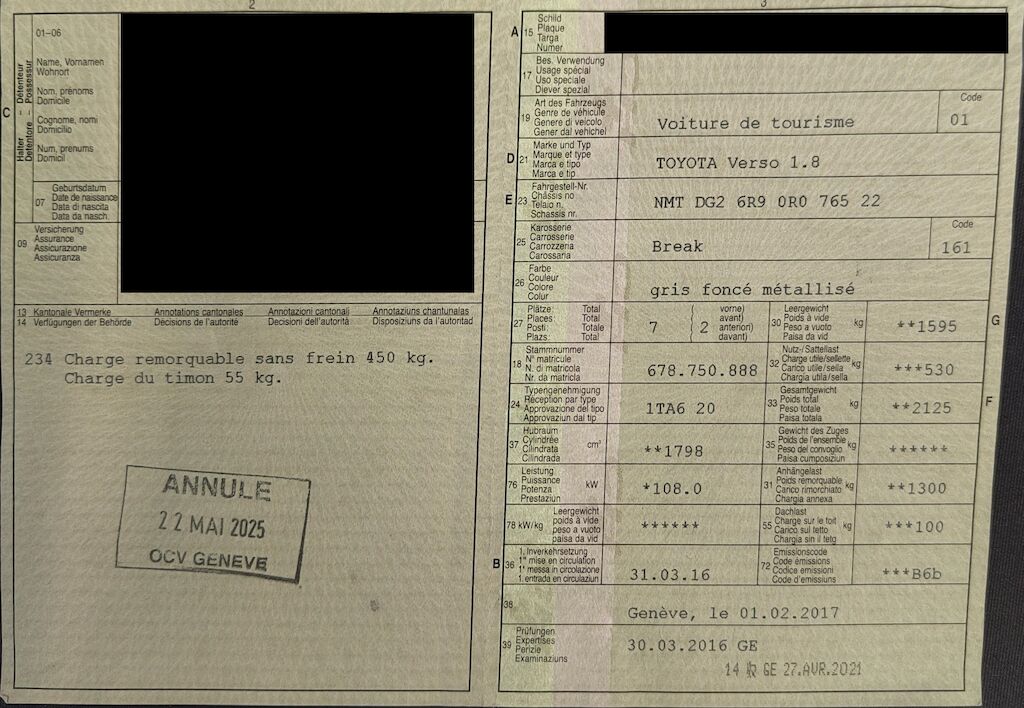 2
01–06
Name, Vornamen
Wohnort
Nom, prénoms
Domicile
Cognome, nomi
Domicilio
Num, prenums
Domicil
C
Halter – Détenteur
Detentore – Possessur
07
Geburtsdatum
Date de naissance
Data di nascita
Data da nasch.
09
Versicherung
Assurance
Assicurazione
Assicuranza
13 Kantonale Vermerke Annotations cantonales Annotazioni cantonali Annotaziuns chantunalas
14 Verfügungen der Behörde Décisions de l'autorité Decisioni dell'autorità Disposiziuns da l'autoritad
234 Charge remorquable sans frein 450 kg.
Charge du timon 55 kg.
ANNULE
22 MAI 2025
OCV GENEVE
3
A 15
Schild
Plaque
Targa
Numer
17
Bes. Verwendung
Usage spécial
Uso speciale
Diever spezial
19
Art des Fahrzeugs
Genre de véhicule
Genere di veicolo
Gener dal vehichel
Voiture de tourisme
Code
01
D 21
Marke und Typ
Marque et type
Marca e tipo
Marca e tip
TOYOTA Verso 1.8
E 23
Fahrgestell-Nr.
Châssis no
Telaio n.
Schassis nr.
NMT DG2 6R9 0R0 765 22
25
Karosserie
Carrosserie
Carrozzeria
Carossaria
Break
Code
161
26
Farbe
Couleur
Colore
Colur
gris foncé métallisé
27
Plätze: Total
Places: Total
Posti: Totale
Plazs: Total
7
vorne)
avant)
anteriori)
davant)
2
30
Leergewicht
Poids à vide
Peso a vuoto
Paisa da vid
kg
**1595
G
18
Stammnummer
N° matricule
N. di matricola
Nr. da matricla
678.750.888
32
Nutz-/Sattellast
Charge utile/sellette
Carico utile/sella
Chargia utila/sella
kg
***530
24
Typengenehmigung
Réception par type
Approvazione del tipo
Approvaziun dal tip
1TA6 20
33
Gesamtgewicht
Poids total
Peso totale
Paisa totala
kg
**2125
F
37
Hubraum
Cylindrée
Cilindrata
Cilindrada
cm³
**1798
35
Gewicht des Zuges
Poids de l'ensemble
Peso del convoglio
Paisa cumposiziun
kg
******
76
Leistung
Puissance
Potenza
Prestaziun
kW
*108.0
31
Anhängelast
Poids remorquable
Carico rimorchiato
Chargia annexa
kg
**1300
78 kW/kg
Leergewicht
poids à vide
peso a vuoto
paisa da vid
******
55
Dachlast
Charge sur le toit
Carico sul tetto
Chargia sin il tetg
kg
***100
B 36
1. Inverkehrsetzung
1re mise en circulation
1a messa in circolazione
1. entrada en circulaziun
31.03.16
72
Emissionscode
Code émissions
Codice emissioni
Code d'emissiuns
***B6b
38
Genève, le 01.02.2017
39
Prüfungen
Expertises
Perizie
Examinaziuns
30.03.2016 GE
GE 27.AVR.2021